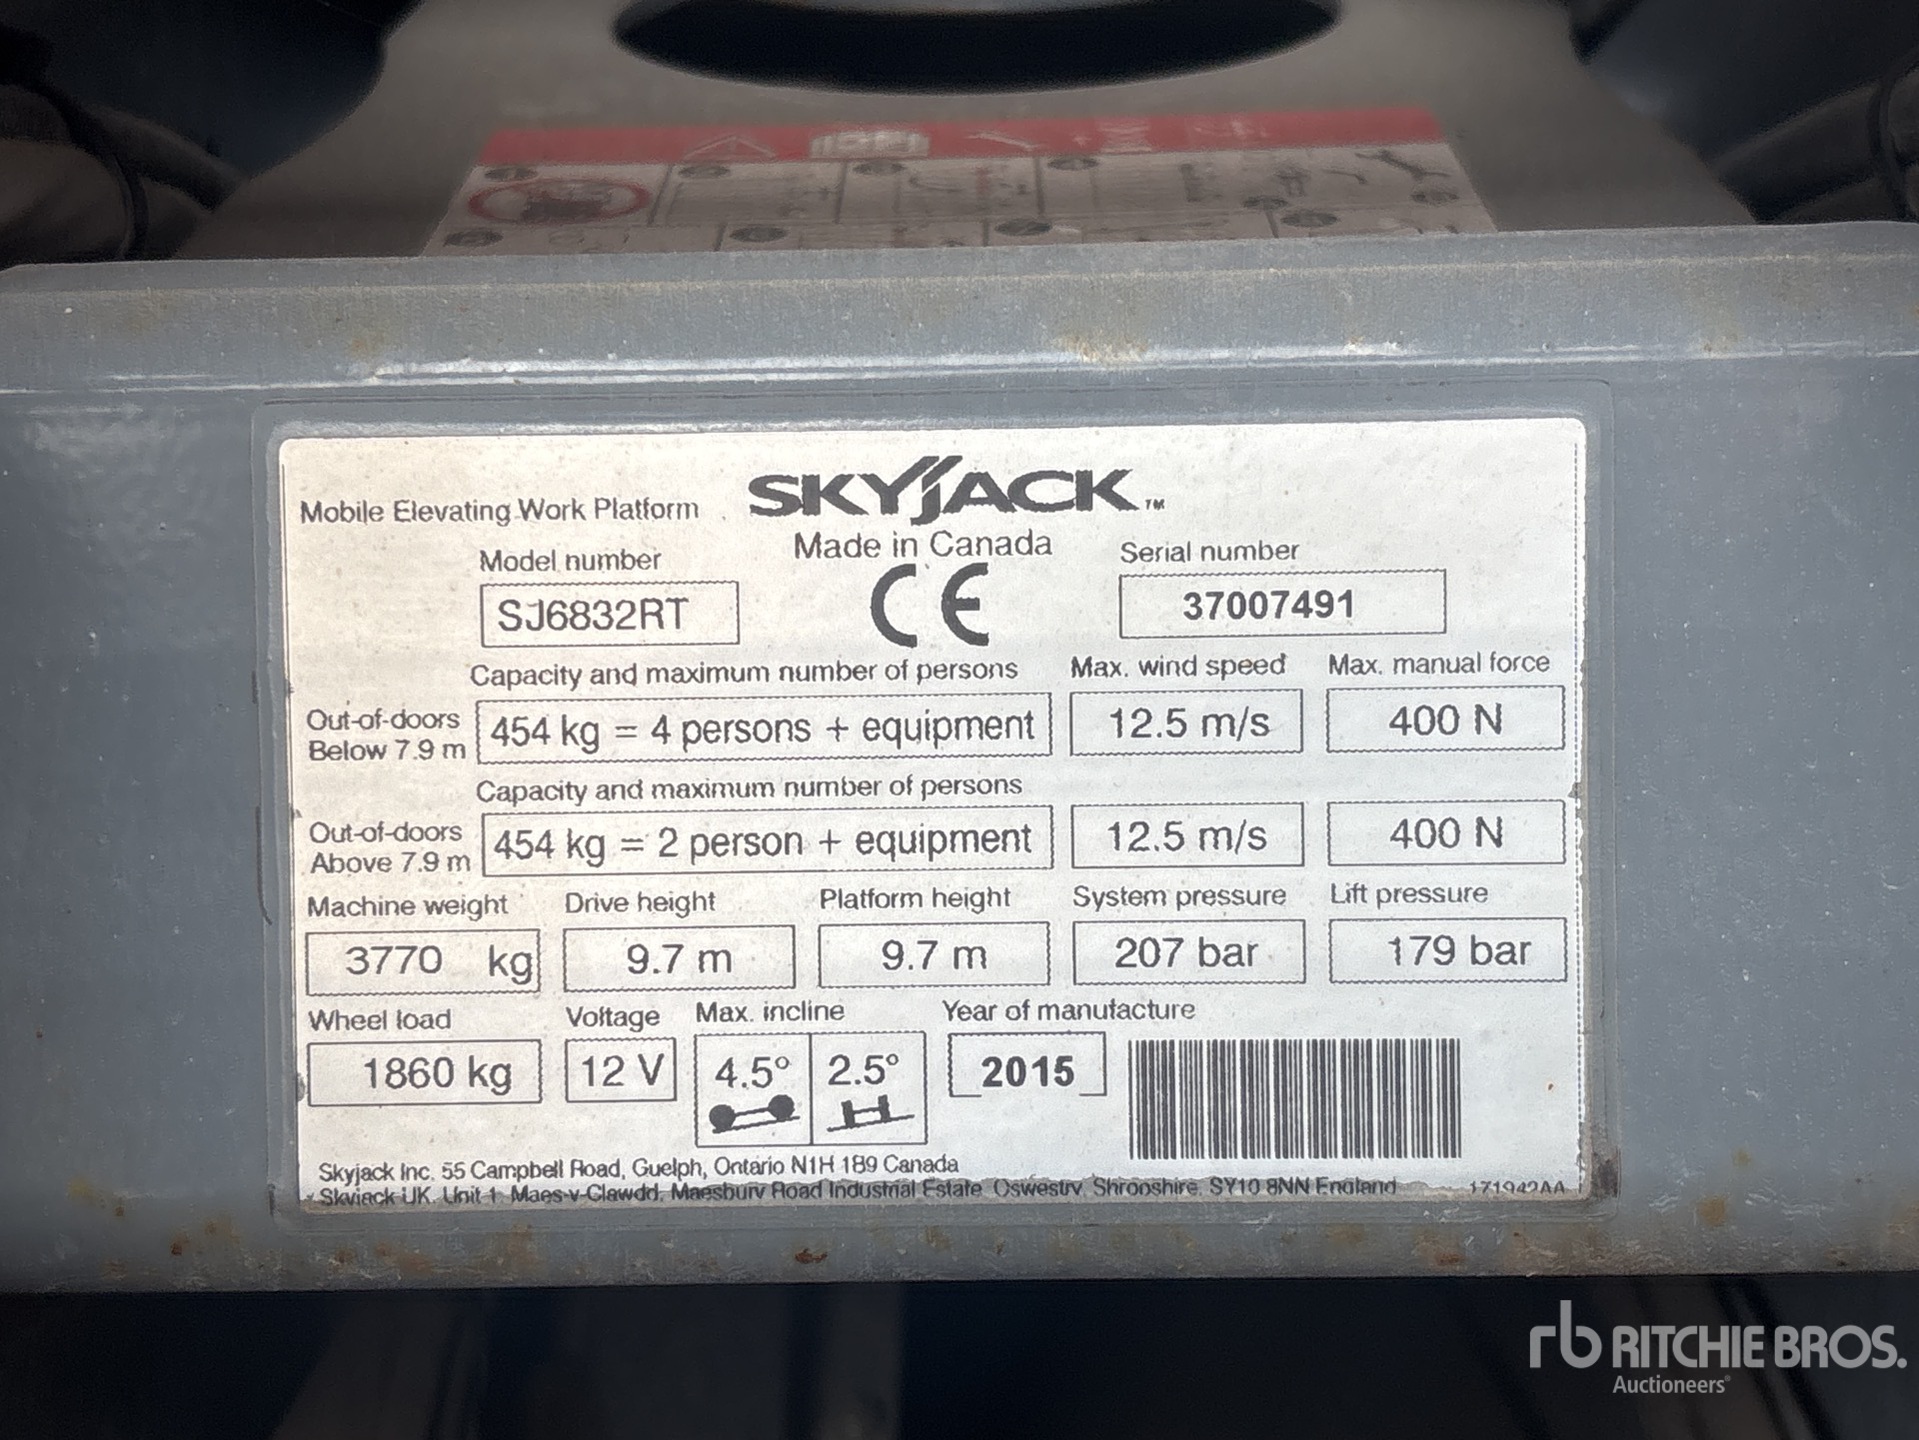 SKYJACK™
Mobile Elevating Work Platform
Made in Canada
Model number
Serial number
SJ6832RT
CE
37007491
Capacity and maximum number of persons
Max. wind speed
Max. manual force
Out-of-doors
Below 7.9 m
454 kg = 4 persons + equipment
12.5 m/s
400 N
Capacity and maximum number of persons
Out-of-doors
Above 7.9 m
454 kg = 2 person + equipment
12.5 m/s
400 N
Machine weight
Drive height
Platform height
System pressure
Lift pressure
3770 kg
9.7 m
9.7 m
207 bar
179 bar
Wheel load
Voltage
Max. incline
Year of manufacture
1860 kg
12 V
4.5°
2.5°
2015
Skyjack Inc. 55 Campbell Road, Guelph, Ontario N1H 1B9 Canada
Skyjack UK, Unit 1, Maes-y-Clawdd, Maesbury Road Industrial Estate Oswestry, Shropshire, SY10 8NN England
171942AA
rb RITCHIE BROS.
Auctioneers®